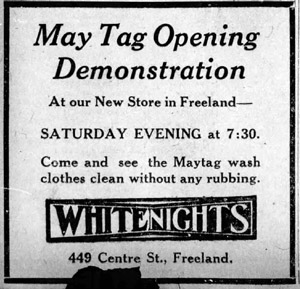 May Tag Opening
Demonstration
At our New Store in Freeland—
SATURDAY EVENING at 7:30.
Come and see the Maytag wash
clothes clean without any rubbing.
WHITENIGHTS
449 Centre St., Freeland.